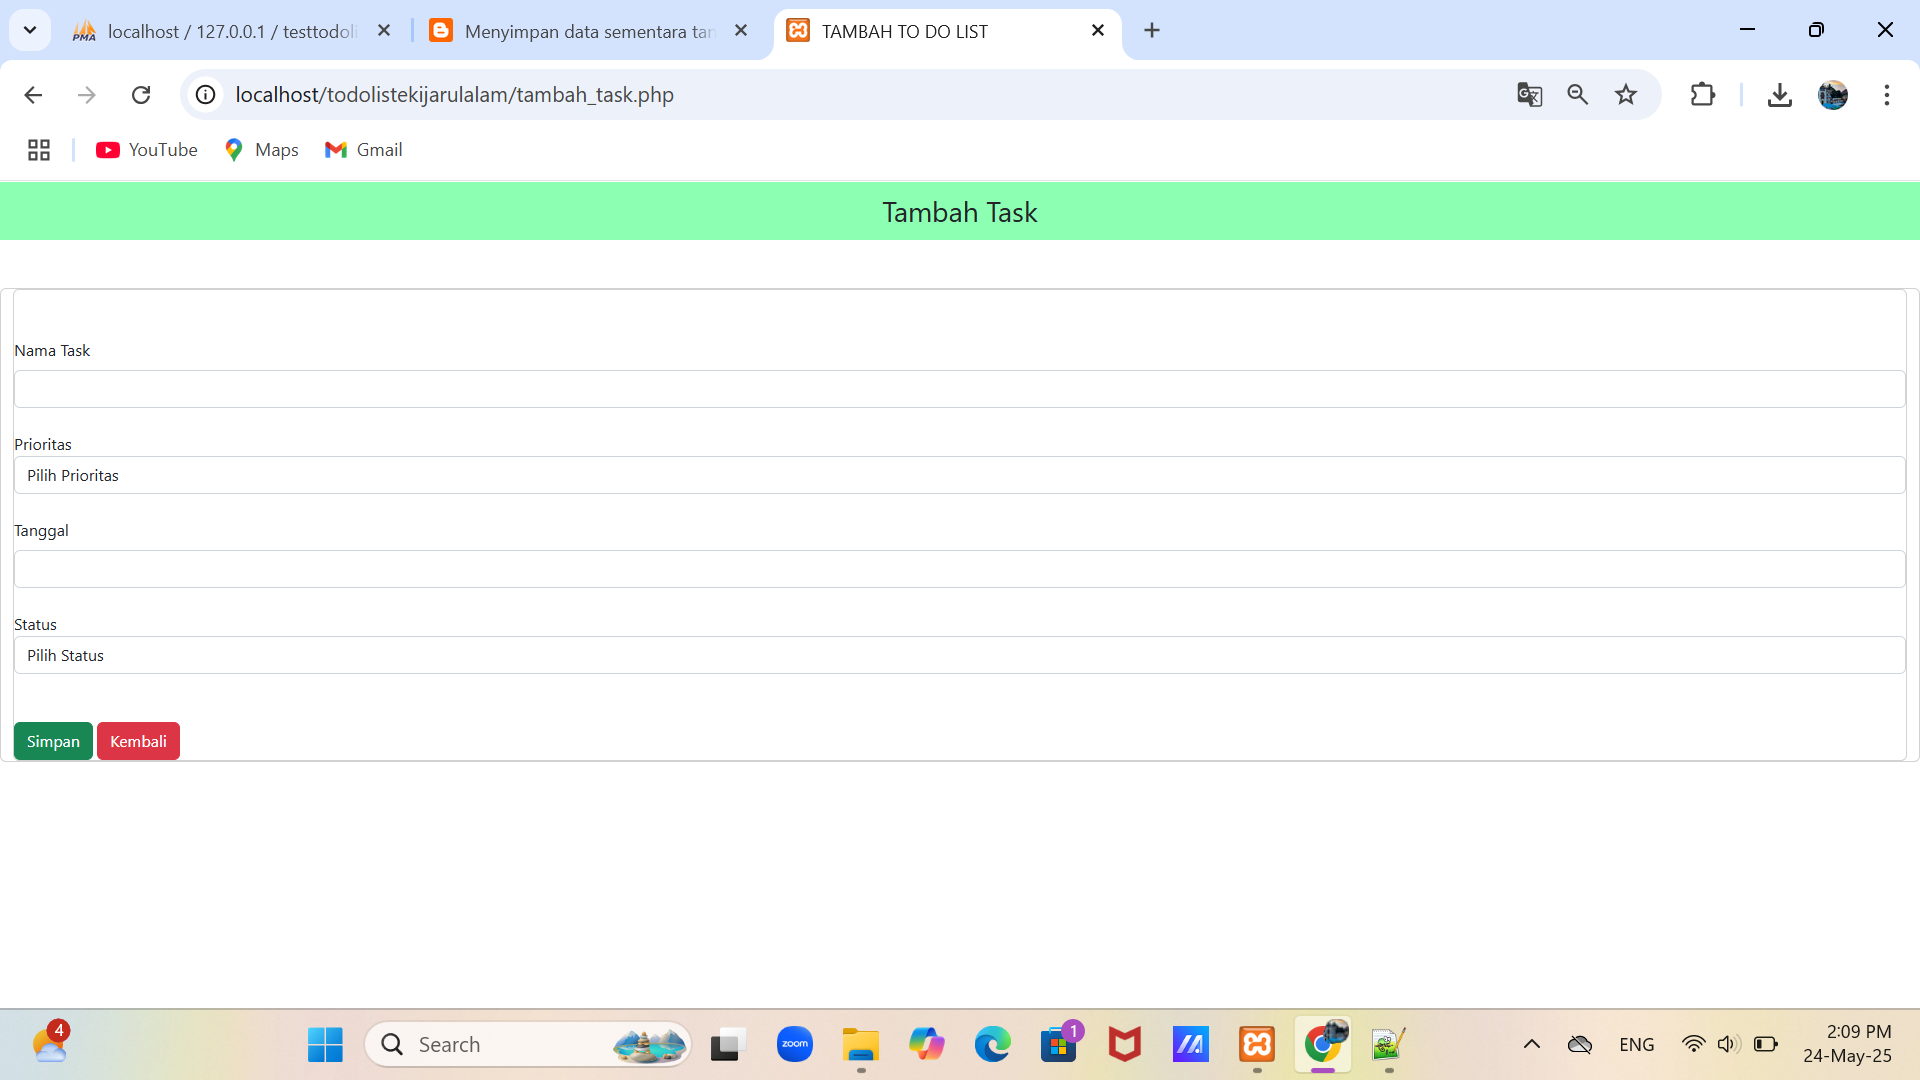 localhost / 127.0.0.1 / testtodoli
Menyimpan data sementara tan
TAMBAH TO DO LIST
localhost/todolistekijarulalam/tambah_task.php
YouTube
Maps
Gmail
Tambah Task
Nama Task
Prioritas
Pilih Prioritas
Tanggal
Status
Pilih Status
Simpan Kembali
4
Search
zoom
1
ENG
2:09 PM
24-May-25